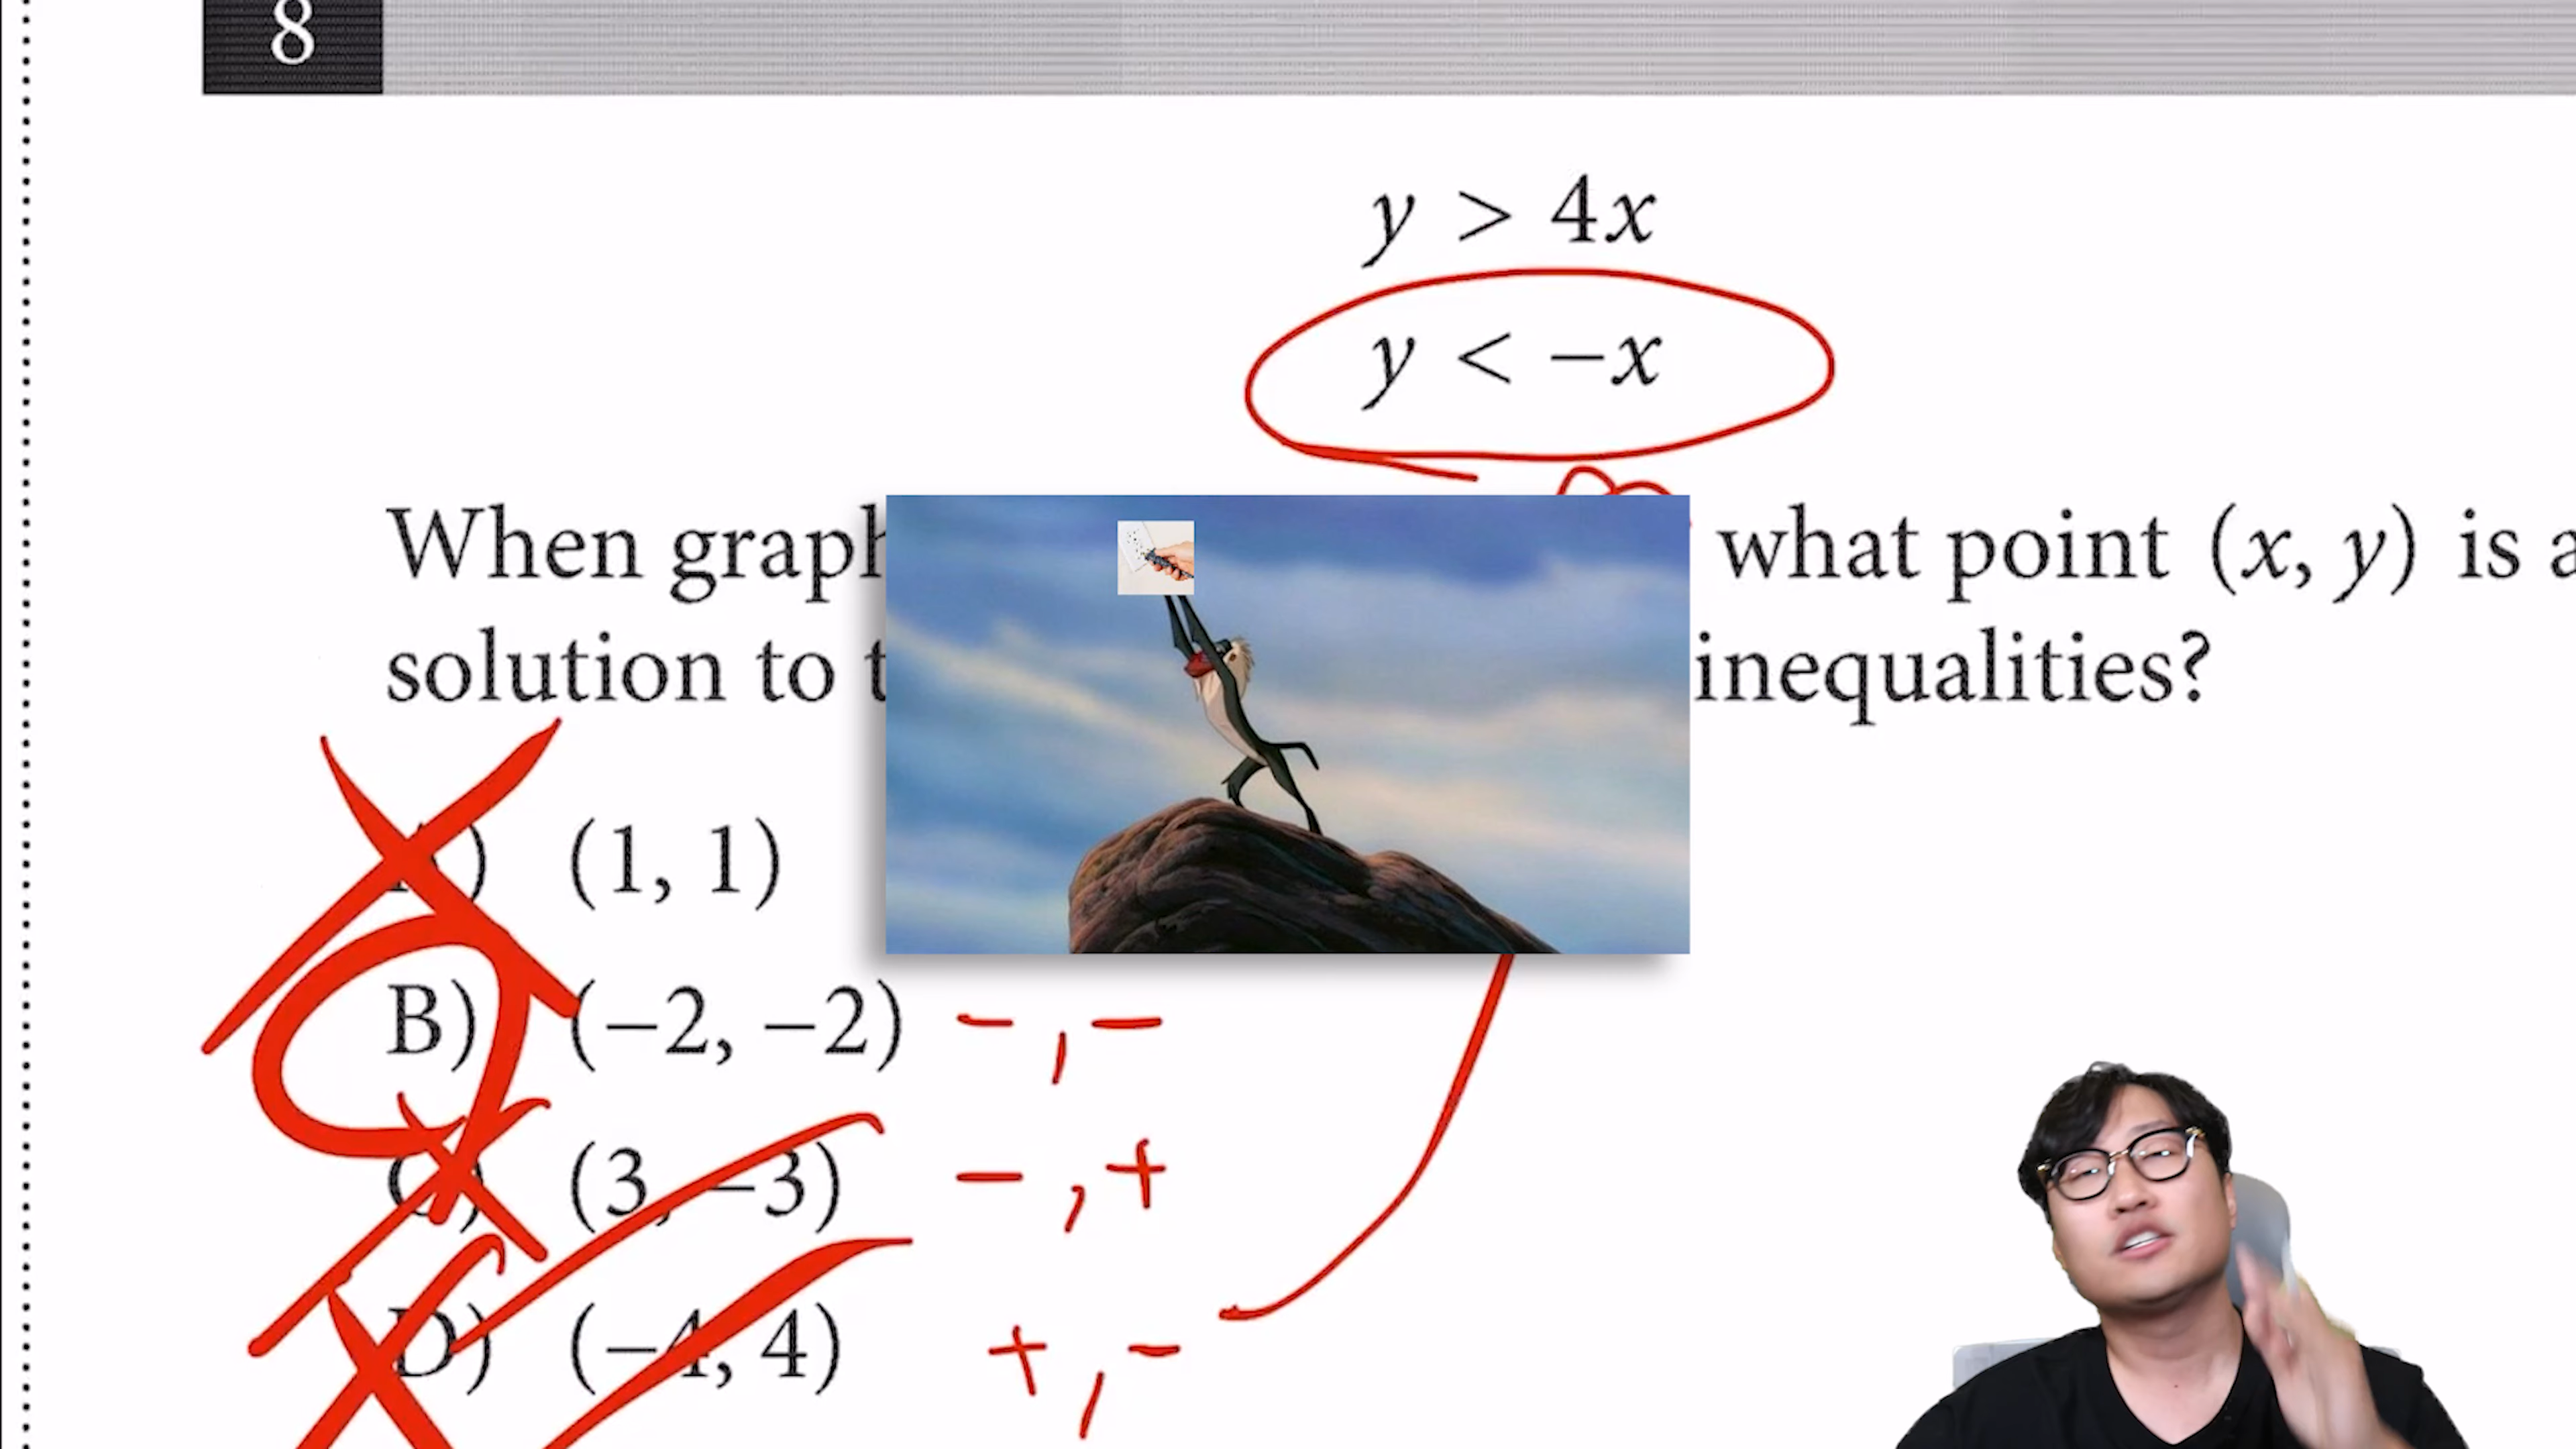 8
y > 4x
y < −x
When graph what point (x, y) is a
solution to t inequalities?
A) (1, 1)
B) (−2, −2) -, -
C) (3, −3) -, +
D) (−4, 4) +, -